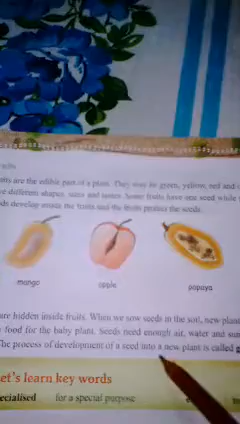 are the edible part of a plant. They may be green, yellow, red and
different shapes, sizes and tastes. Some fruits have one seed while
develop inside the fruits and the fruits protect the seeds.
mango apple papaya
are hidden inside fruits. When we sow seeds in the soil, new plant
food for the baby plant. Seeds need enough air, water and sun
The process of development of a seed into a new plant is called
et's learn key words
ecialised for a special purpose